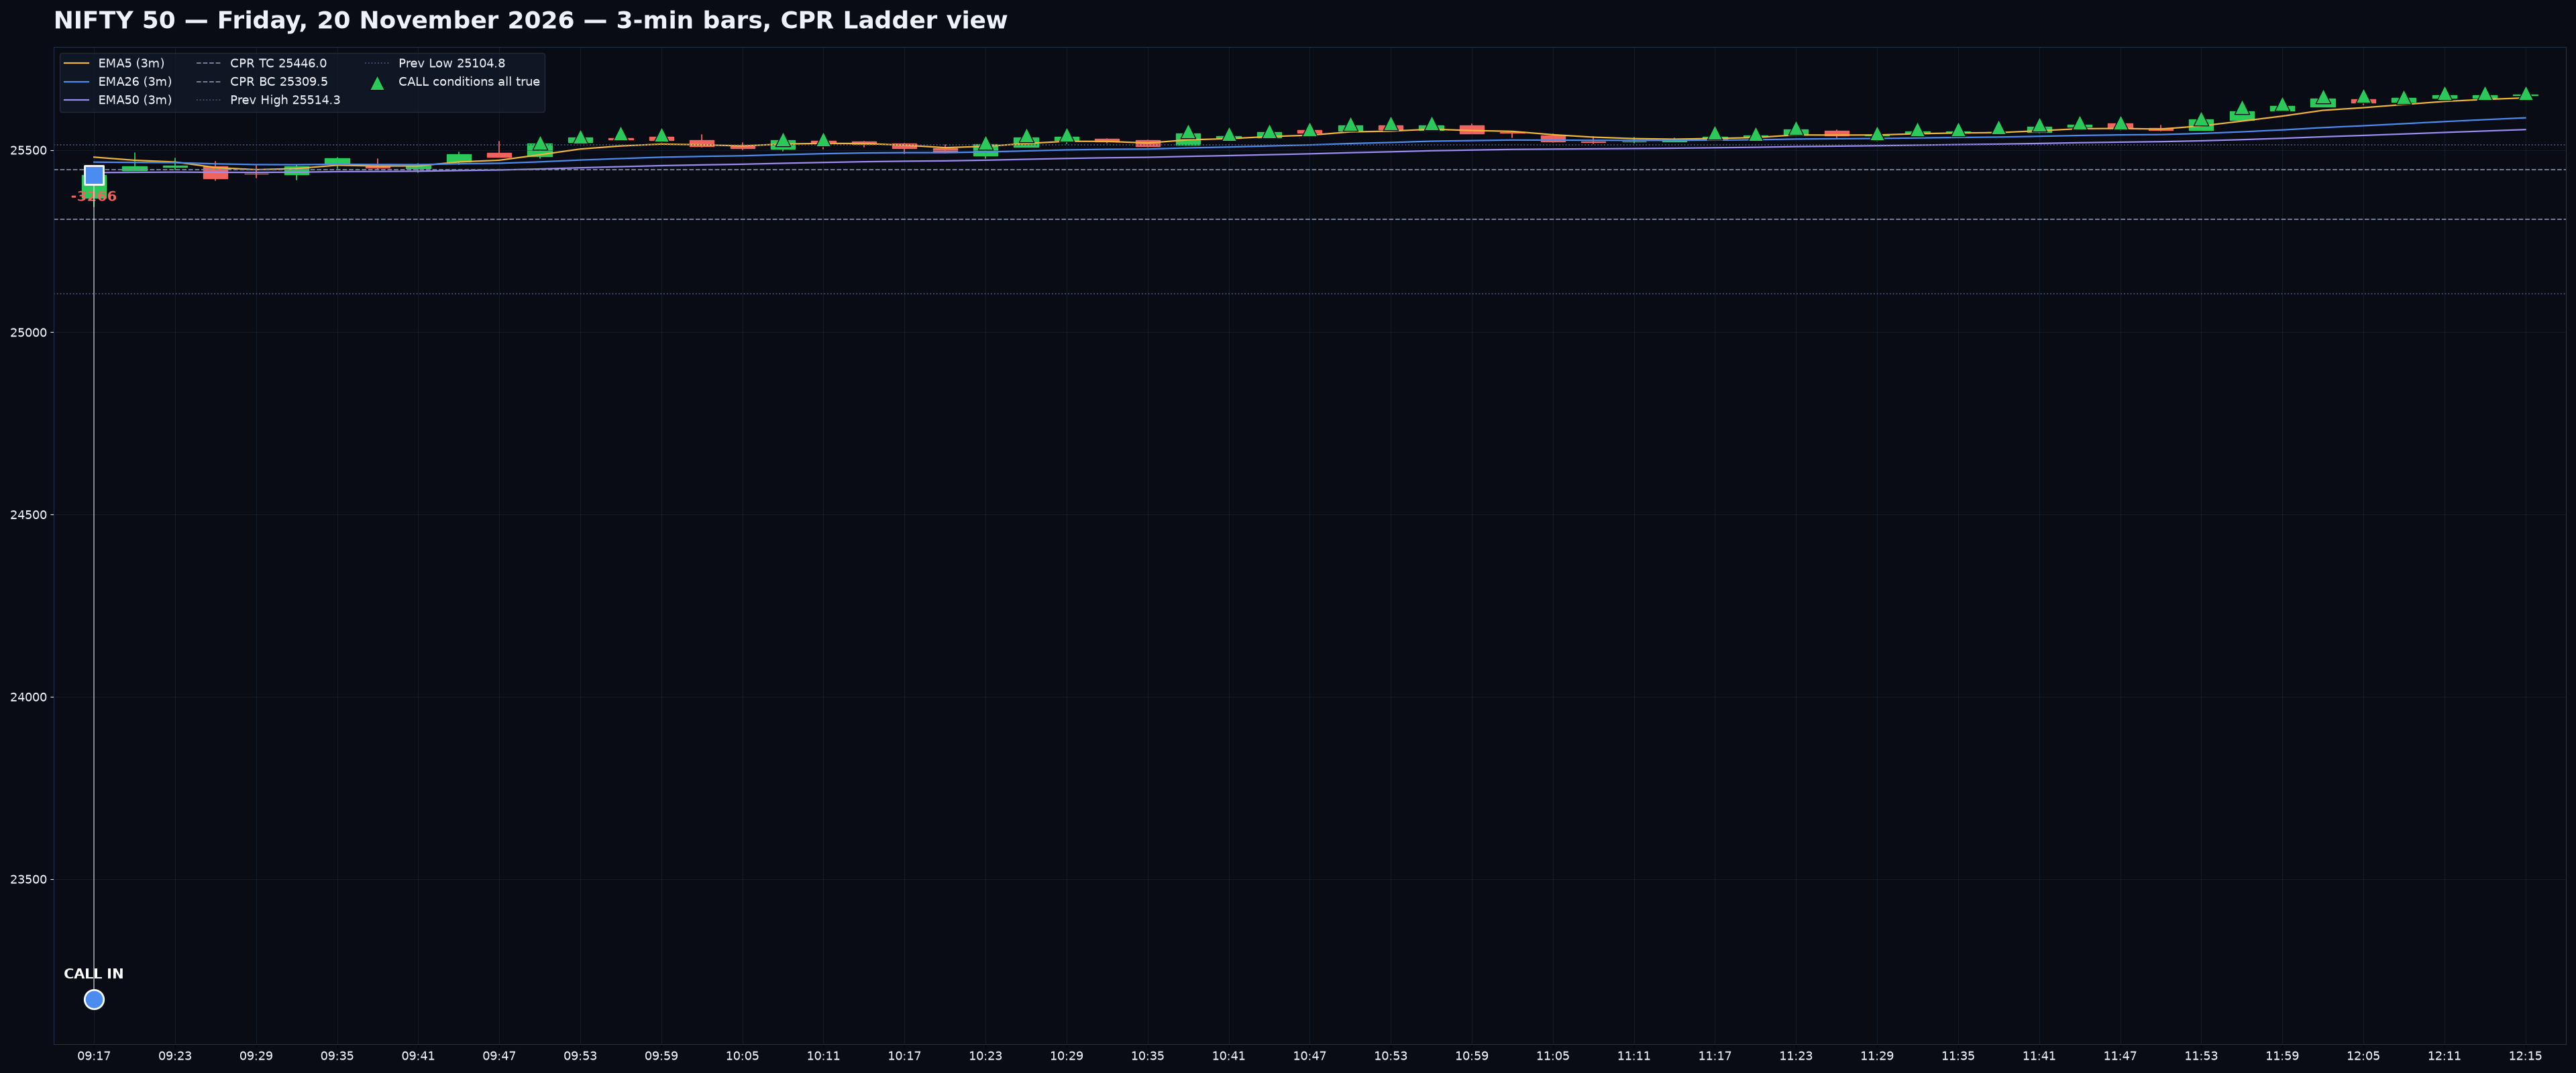 NIFTY 50 — Friday, 20 November 2026 — 3-min bars, CPR Ladder view
EMA5 (3m)
EMA26 (3m)
EMA50 (3m)
CPR TC 25446.0
CPR BC 25309.5
Prev High 25514.3
Prev Low 25104.8
CALL conditions all true
25500
25000
24500
24000
23500
-3266
CALL IN
09:17 09:23 09:29 09:35 09:41 09:47 09:53 09:59 10:05 10:11 10:17 10:23 10:29 10:35 10:41 10:47 10:53 10:59 11:05 11:11 11:17 11:23 11:29 11:35 11:41 11:47 11:53 11:59 12:05 12:11 12:15